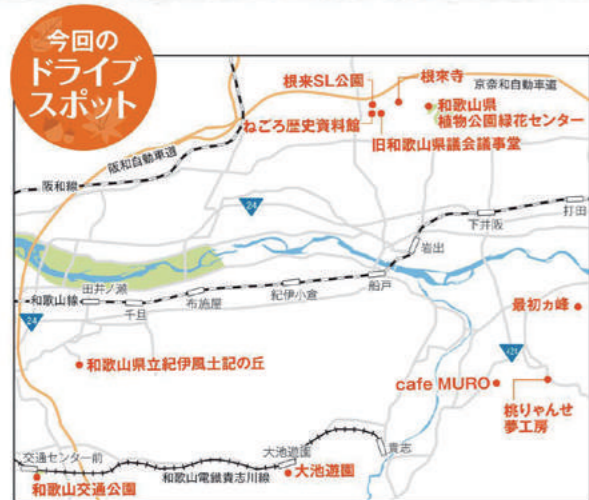 今回の
ドライブ
スポット
根来SL公園
根來寺
京奈和自動車道
ねごろ歴史資料館
和歌山県
植物公園緑花センター
旧和歌山県議会議事堂
阪和自動車道
阪和線
24
打田
下井阪
岩出
田井ノ瀬
船戸
紀伊小倉
布施屋
千旦
和歌山線
24
最初ヵ峰
和歌山県立紀伊風土記の丘
cafe MURO
桃りゃんせ
夢工房
交通センター前
大池遊園
貴志
和歌山電鐵貴志川線
大池遊園
和歌山交通公園